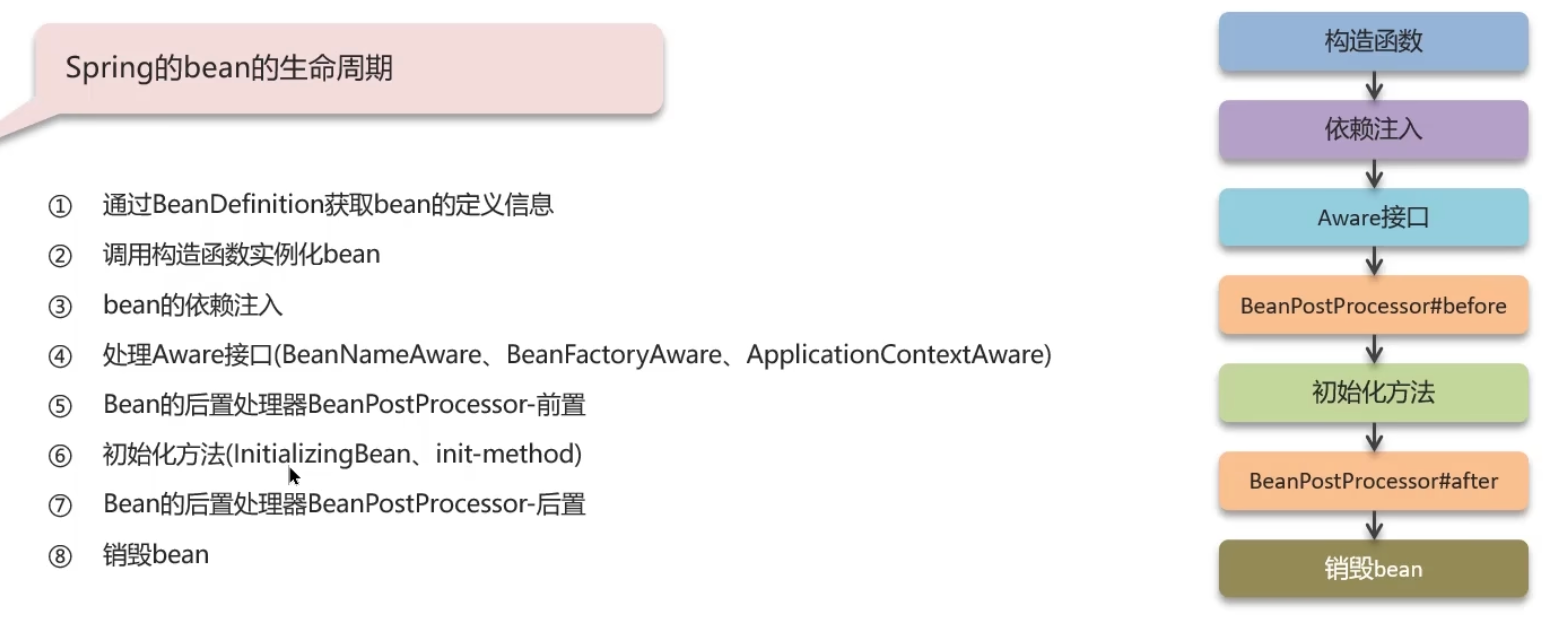 Spring的bean的生命周期
① 通过BeanDefinition获取bean的定义信息
② 调用构造函数实例化bean
③ bean的依赖注入
④ 处理Aware接口(BeanNameAware、BeanFactoryAware、ApplicationContextAware)
⑤ Bean的后置处理器BeanPostProcessor-前置
⑥ 初始化方法(InitializingBean、init-method)
⑦ Bean的后置处理器BeanPostProcessor-后置
⑧ 销毁bean
构造函数
依赖注入
Aware接口
BeanPostProcessor#before
初始化方法
BeanPostProcessor#after
销毁bean